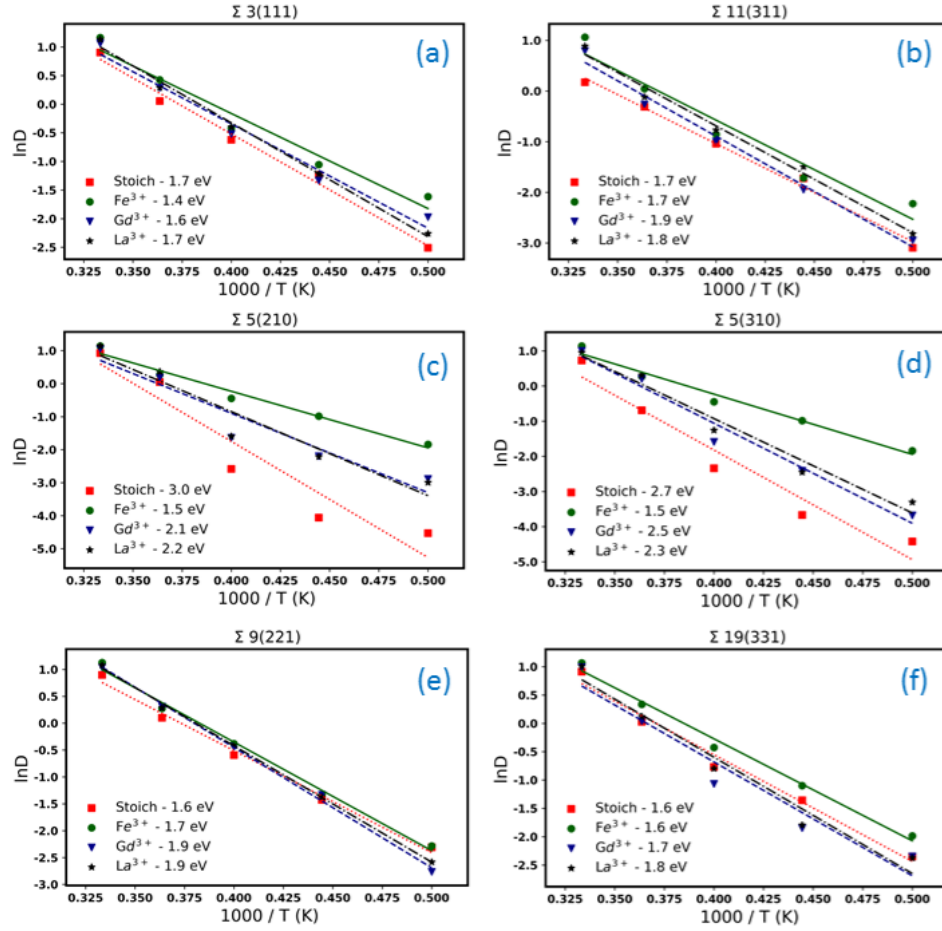 Σ 3(111)
(a)
lnD
1.0
0.5
0.0
-0.5
-1.0
-1.5
-2.0
-2.5
Stoich - 1.7 eV
Fe³⁺ - 1.4 eV
Gd³⁺ - 1.6 eV
La³⁺ - 1.7 eV
0.325 0.350 0.375 0.400 0.425 0.450 0.475 0.500
1000 / T (K)
Σ 11(311)
(b)
lnD
1.0
0.0
-1.0
-2.0
-3.0
Stoich - 1.7 eV
Fe³⁺ - 1.7 eV
Gd³⁺ - 1.9 eV
La³⁺ - 1.8 eV
0.325 0.350 0.375 0.400 0.425 0.450 0.475 0.500
1000 / T (K)
Σ 5(210)
(c)
lnD
1.0
0.0
-1.0
-2.0
-3.0
-4.0
-5.0
Stoich - 3.0 eV
Fe³⁺ - 1.5 eV
Gd³⁺ - 2.1 eV
La³⁺ - 2.2 eV
0.325 0.350 0.375 0.400 0.425 0.450 0.475 0.500
1000 / T (K)
Σ 5(310)
(d)
lnD
1.0
0.0
-1.0
-2.0
-3.0
-4.0
-5.0
Stoich - 2.7 eV
Fe³⁺ - 1.5 eV
Gd³⁺ - 2.5 eV
La³⁺ - 2.3 eV
0.325 0.350 0.375 0.400 0.425 0.450 0.475 0.500
1000 / T (K)
Σ 9(221)
(e)
lnD
1.0
0.5
0.0
-0.5
-1.0
-1.5
-2.0
-2.5
-3.0
Stoich - 1.6 eV
Fe³⁺ - 1.7 eV
Gd³⁺ - 1.9 eV
La³⁺ - 1.9 eV
0.325 0.350 0.375 0.400 0.425 0.450 0.475 0.500
1000 / T (K)
Σ 19(331)
(f)
lnD
1.0
0.5
0.0
-0.5
-1.0
-1.5
-2.0
-2.5
Stoich - 1.6 eV
Fe³⁺ - 1.6 eV
Gd³⁺ - 1.7 eV
La³⁺ - 1.8 eV
0.325 0.350 0.375 0.400 0.425 0.450 0.475 0.500
1000 / T (K)